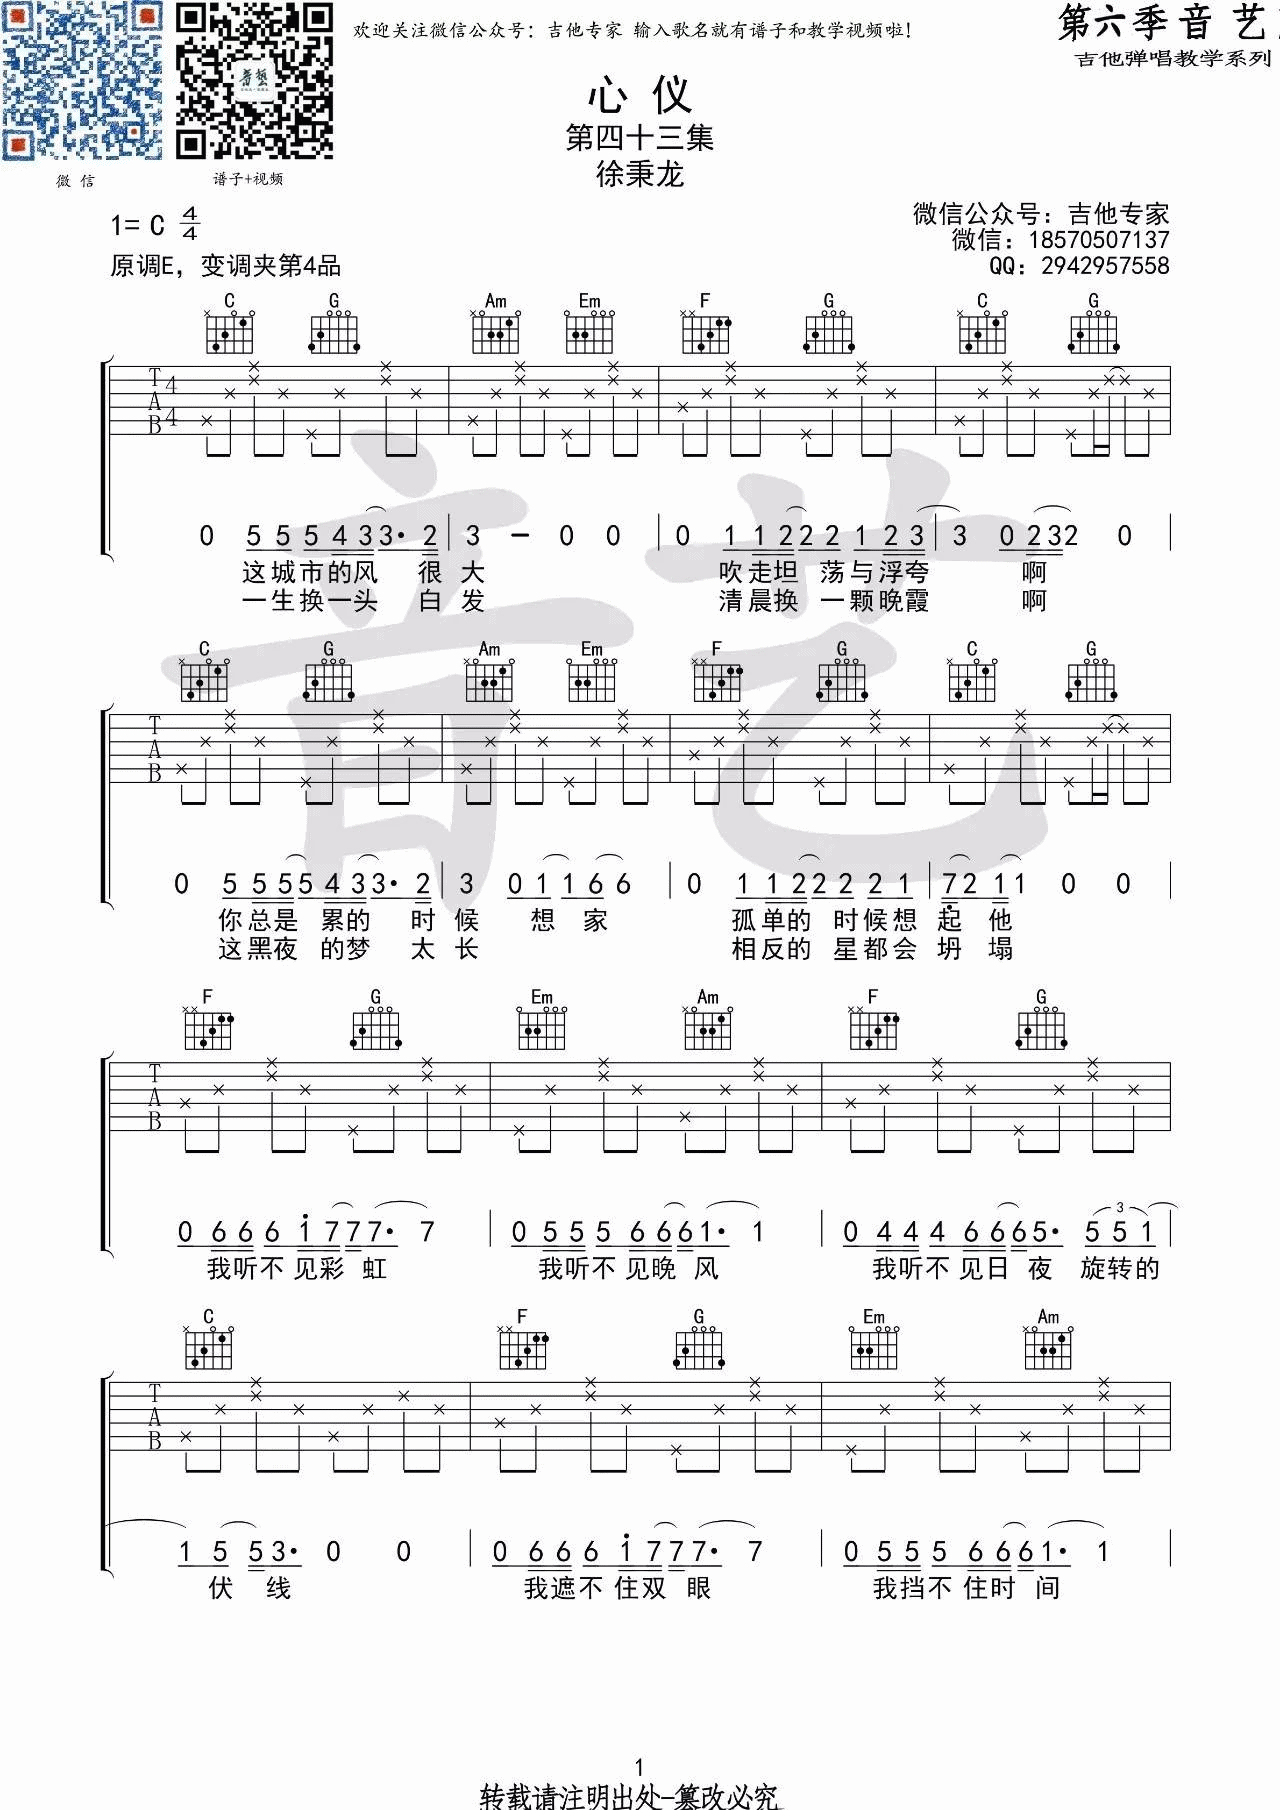 欢迎关注微信公众号：吉他专家 输入歌名就有谱子和教学视频啦！
第六季音艺
吉他弹唱教学系列
音艺
微信
谱子+视频
心仪
第四十三集
徐秉龙
1= C 4/4
原调E，变调夹第4品
微信公众号：吉他专家
微信：18570507137
QQ：2942957558
C G Am Em F G C G
T A B 4/4
0 5 5 5 4 3 3· 2 | 3 — 0 0 | 0 1 1 2 2 2 1 2 3 | 3 0 2 3 2 0 |
这城市的风 很大 吹走坦 荡与浮夸 啊
一生换一头 白发 清晨换 一颗晚霞 啊
音艺
C G Am Em F G C G
T A B
0 5 5 5 5 4 3 3· 2 | 3 0 1 1 6 6 | 0 1 1 2 2 2 2 1 | 7 2 1 1 0 0 |
你总是 累的 时候 想家 孤单的 时候想 起 他
这黑夜 的梦 太长 相反的 星都会 坍 塌
F G Em Am F G
T A B
0 6 6 6 1 7 7 7· 7 | 0 5 5 5 6 6 6 1· 1 | 0 4 4 4 6 6 6 5· 5 5 1
3
我听不见彩 虹 我听不见晚 风 我听不见日 夜 旋转的
C F G Em Am
T A B
1 5 5 3· 0 0 | 0 6 6 6 1 7 7 7· 7 | 0 5 5 5 6 6 6 1· 1 |
伏 线 我遮不住双 眼 我挡不住时 间
1
转载请注明出处-篡改必究